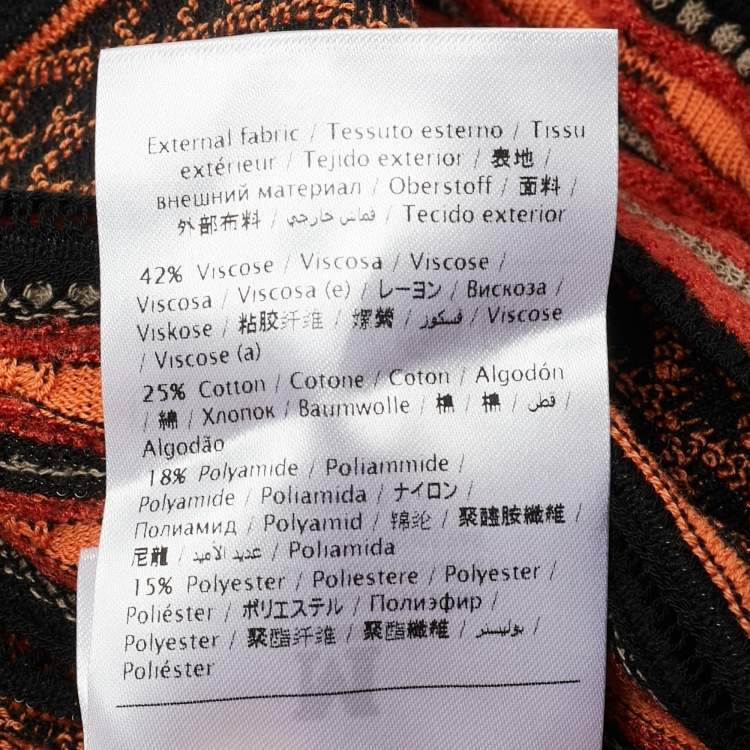 External fabric / Tessuto esterno / Tissu
extérieur / Tejido exterior / 表地 /
внешний материал / Oberstoff / 面料 /
外部布料 / قماش خارجي / Tecido exterior
42% Viscose / Viscosa / Viscose /
Viscosa / Viscosa (e) / レーヨン / Вискоза /
Viskose / 粘胶纤维 / 嫘縈 / فسكوز / Viscose
/ Viscose (a)
25% Cotton / Cotone / Coton / Algodón
/ 綿 / Хлопок / Baumwolle / 棉 / 棉 / قطن /
Algodão
18% Polyamide / Poliammide /
Polyamide / Poliamida / ナイロン /
Полиамид / Polyamid / 锦纶 / 聚醯胺纖維 /
尼龍 / عديد الأميد / Poliamida
15% Polyester / Poliestere / Polyester /
Poliéster / ポリエステル / Полиэфир /
Polyester / 聚酯纤维 / 聚酯纖維 / بوليستر /
Poliéster